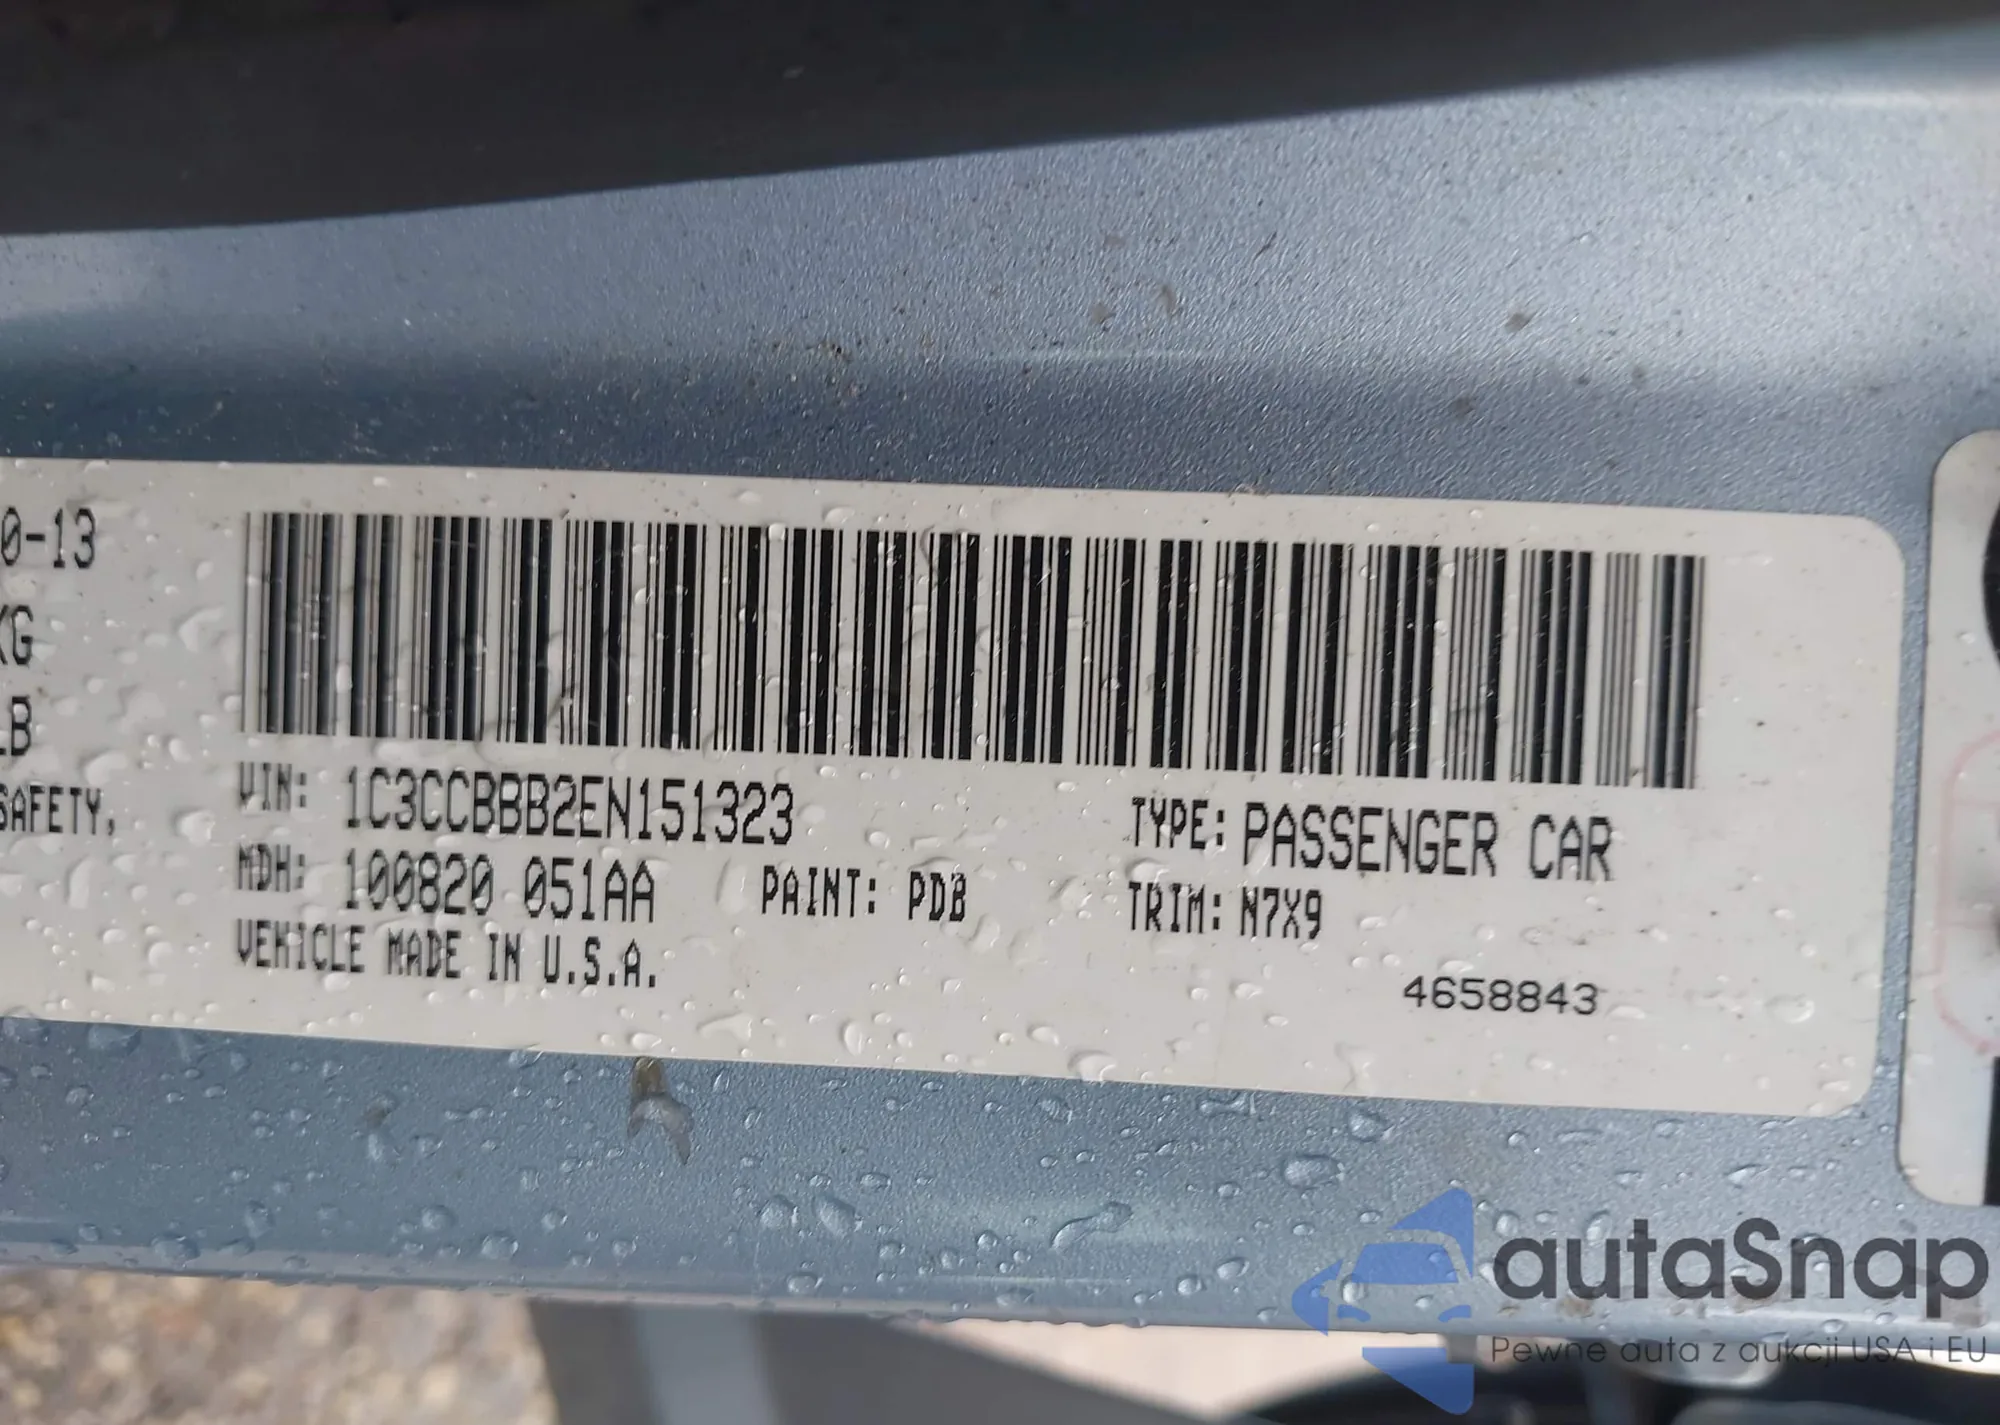 0-13
KG
LB
SAFETY,
VIN: 1C3CCBBB2EN151323
TYPE: PASSENGER CAR
MDH: 100820 051AA
PAINT: PDB
TRIM: N7X9
VEHICLE MADE IN U.S.A.
4658843
autaSnap
Pewne auta z aukcji USA i EU